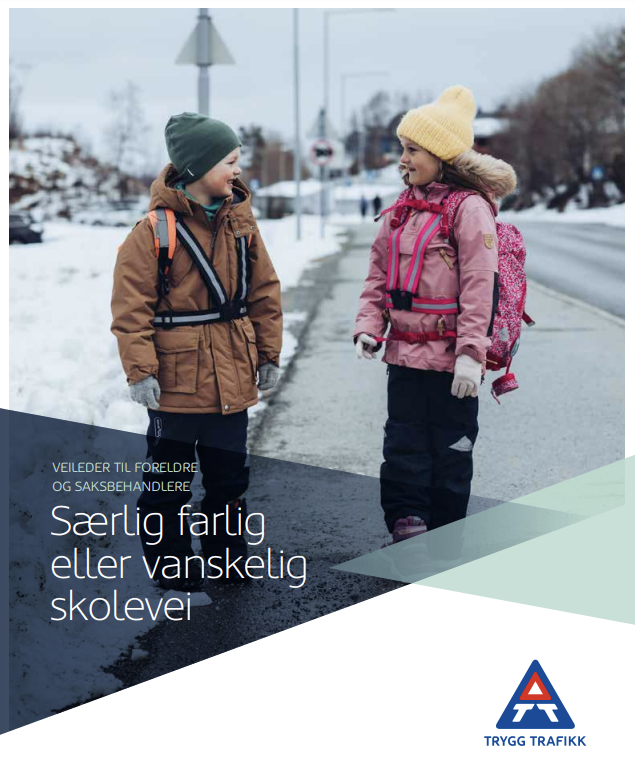 VEILEDER TIL FORELDRE
OG SAKSBEHANDLERE
Særlig farlig
eller vanskelig
skolevei
TRYGG TRAFIKK